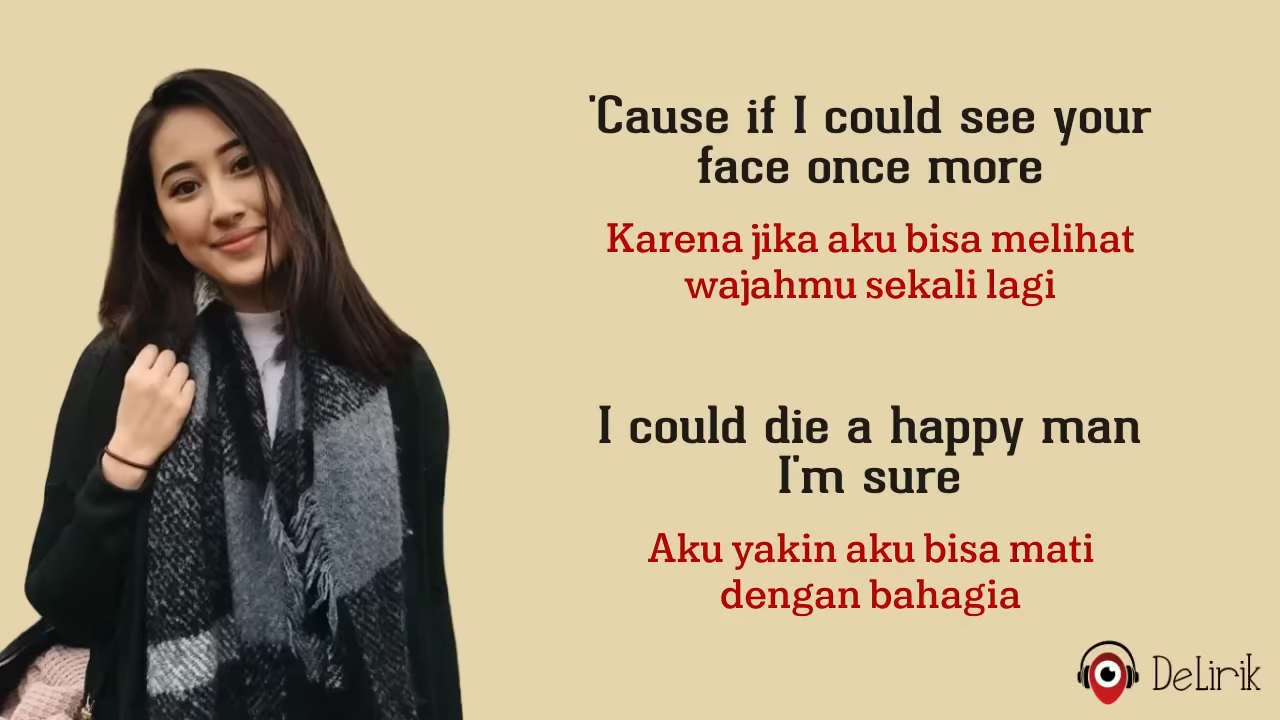 'Cause if I could see your
face once more
Karena jika aku bisa melihat
wajahmu sekali lagi
I could die a happy man
I'm sure
Aku yakin aku bisa mati
dengan bahagia
DeLirik